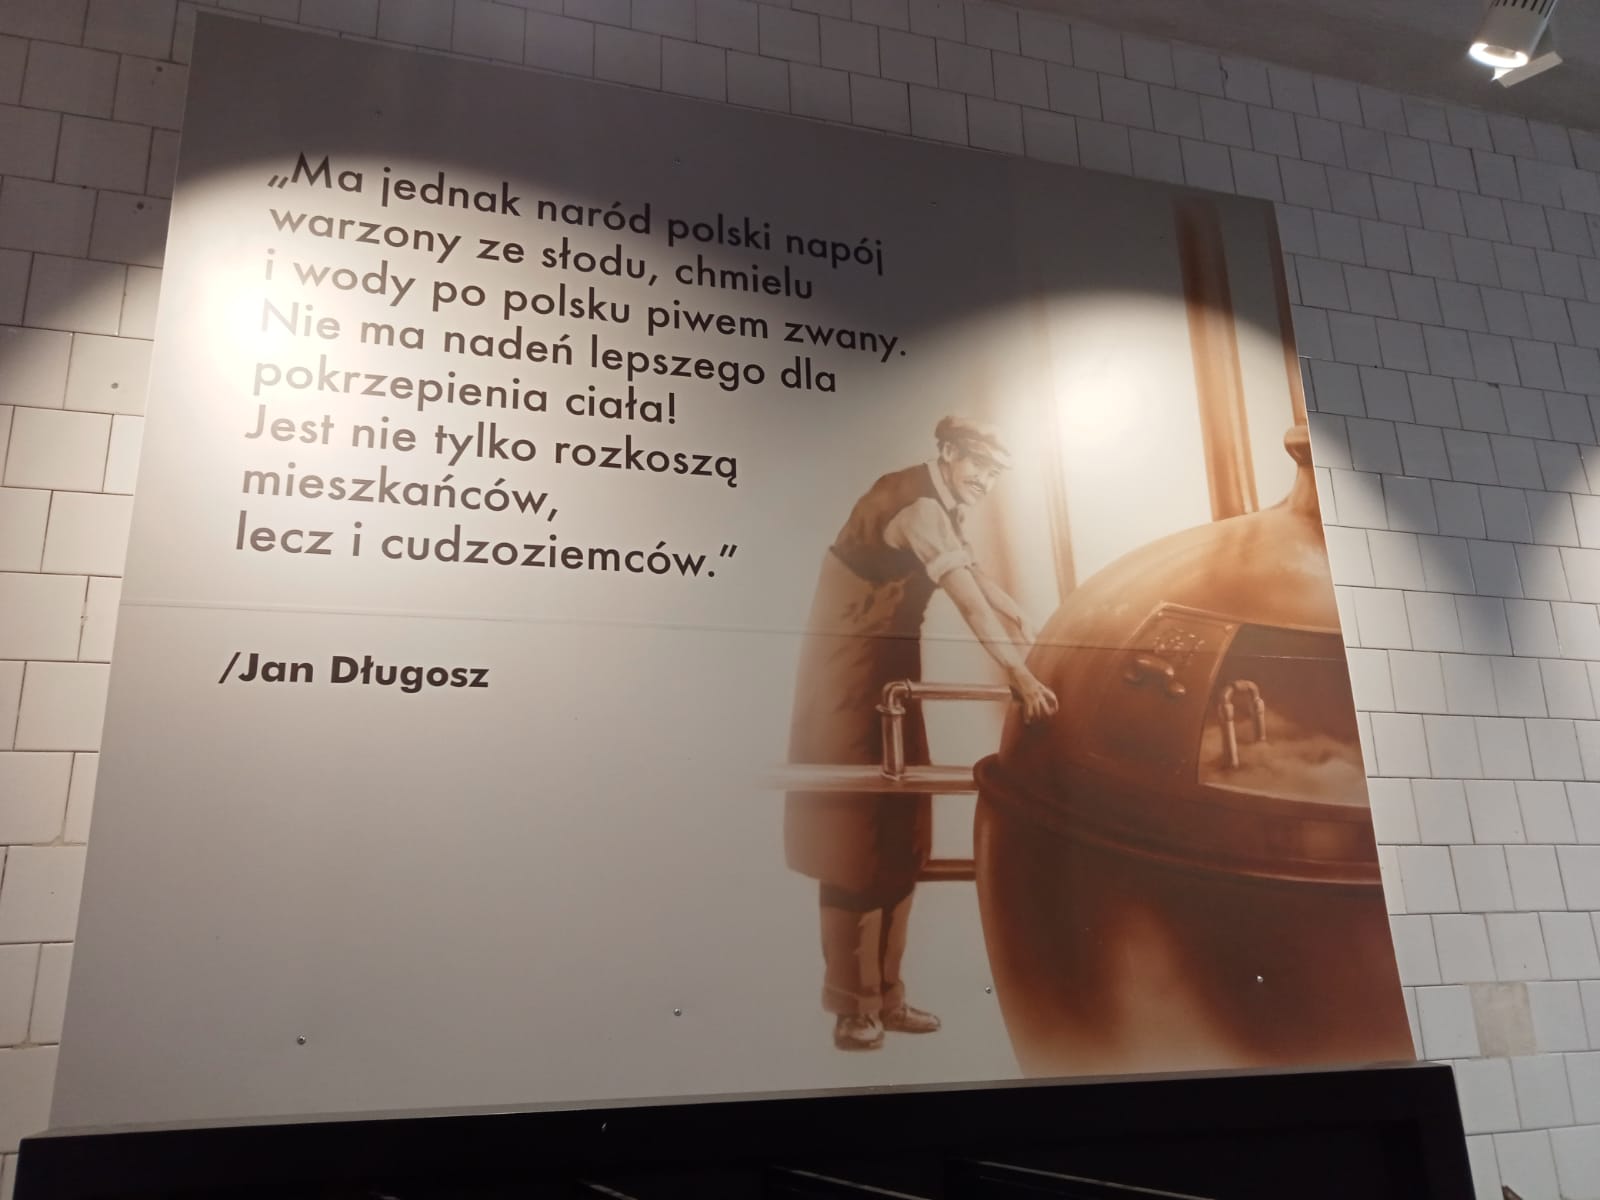 „Ma jednak naród polski napój
warzony ze słodu, chmielu
i wody po polsku piwem zwany.
Nie ma nadeń lepszego dla
pokrzepienia ciała!
Jest nie tylko rozkoszą
mieszkańców,
lecz i cudzoziemców.”
/Jan Długosz